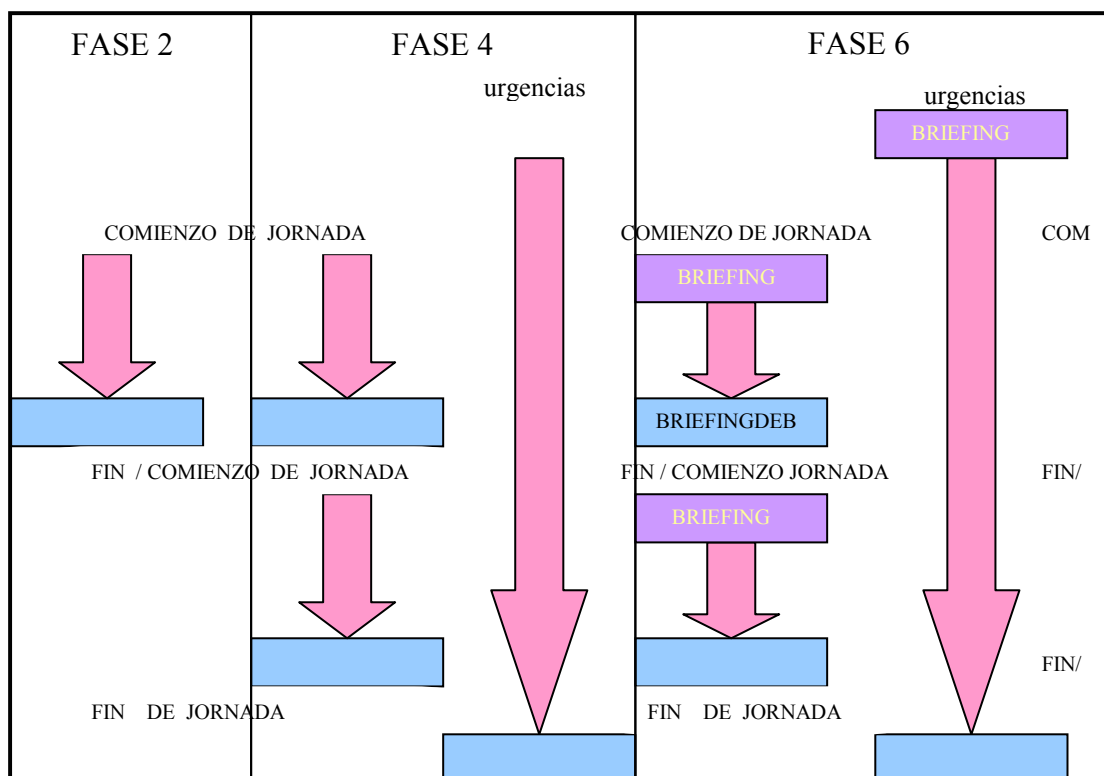 FASE 2
FASE 4
FASE 6
urgencias
urgencias
BRIEFING
COMIENZO DE JORNADA
COMIENZO DE JORNADA
COM
BRIEFING
BRIEFINGDEB
FIN / COMIENZO DE JORNADA
FIN / COMIENZO JORNADA
FIN/
BRIEFING
FIN/
FIN DE JORNADA
FIN DE JORNADA